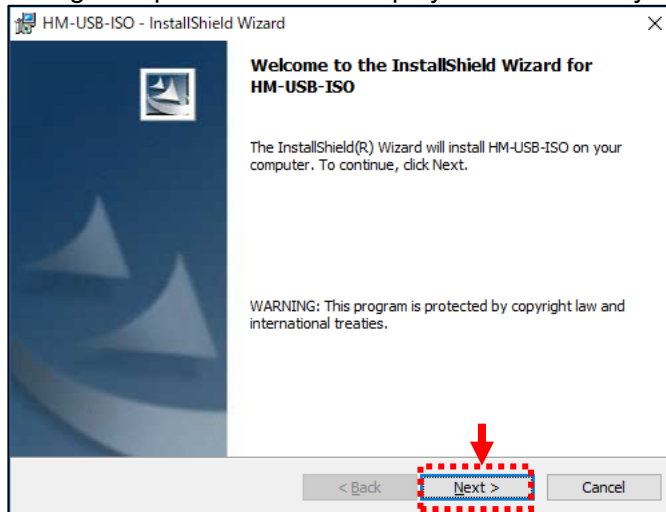 HM-USB-ISO - InstallShield Wizard
Welcome to the InstallShield Wizard for
HM-USB-ISO
The InstallShield(R) Wizard will install HM-USB-ISO on your
computer. To continue, click Next.
WARNING: This program is protected by copyright law and
international treaties.
< Back Next > Cancel